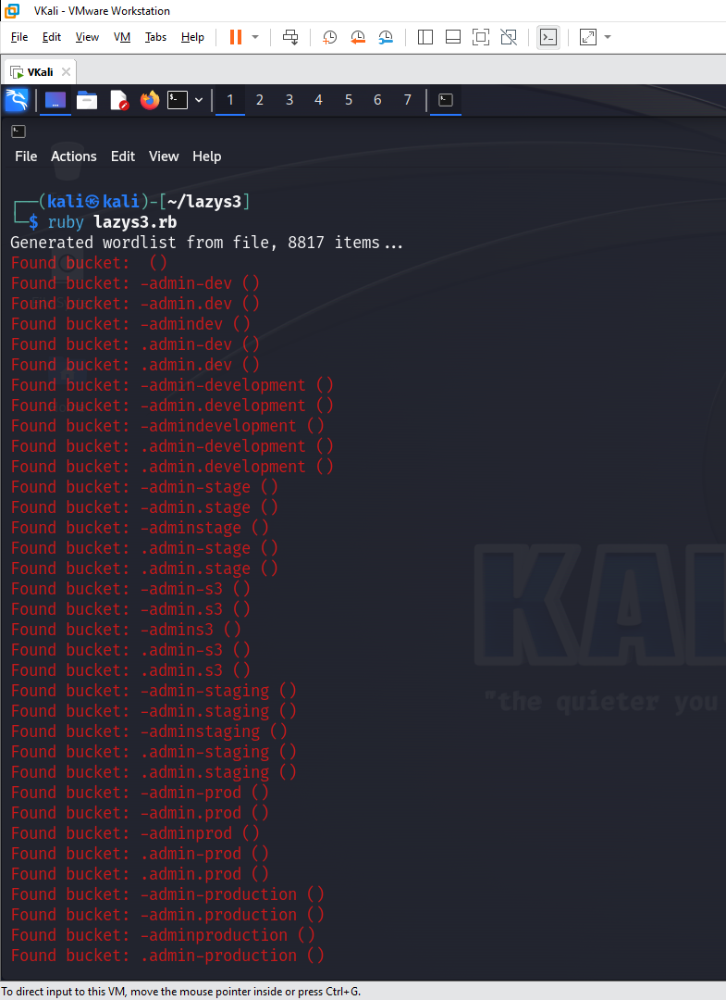 VKali - VMware Workstation
File Edit View VM Tabs Help
VKali
1 2 3 4 5 6 7
File Actions Edit View Help
┌──(kali㉿kali)-[~/lazys3]
└─$ ruby lazys3.rb
Generated wordlist from file, 8817 items...
Found bucket:  ()
Found bucket: -admin-dev ()
Found bucket: -admin.dev ()
Found bucket: -admindev ()
Found bucket: .admin-dev ()
Found bucket: .admin.dev ()
Found bucket: -admin-development ()
Found bucket: -admin.development ()
Found bucket: -admindevelopment ()
Found bucket: .admin-development ()
Found bucket: .admin.development ()
Found bucket: -admin-stage ()
Found bucket: -admin.stage ()
Found bucket: -adminstage ()
Found bucket: .admin-stage ()
Found bucket: .admin.stage ()
Found bucket: -admin-s3 ()
Found bucket: -admin.s3 ()
Found bucket: -admins3 ()
Found bucket: .admin-s3 ()
Found bucket: .admin.s3 ()
Found bucket: -admin-staging ()
Found bucket: -admin.staging ()
Found bucket: -adminstaging ()
Found bucket: .admin-staging ()
Found bucket: .admin.staging ()
Found bucket: -admin-prod ()
Found bucket: -admin.prod ()
Found bucket: -adminprod ()
Found bucket: .admin-prod ()
Found bucket: .admin.prod ()
Found bucket: -admin-production ()
Found bucket: -admin.production ()
Found bucket: -adminproduction ()
Found bucket: .admin-production ()
KAL
"the quieter you
To direct input to this VM, move the mouse pointer inside or press Ctrl+G.